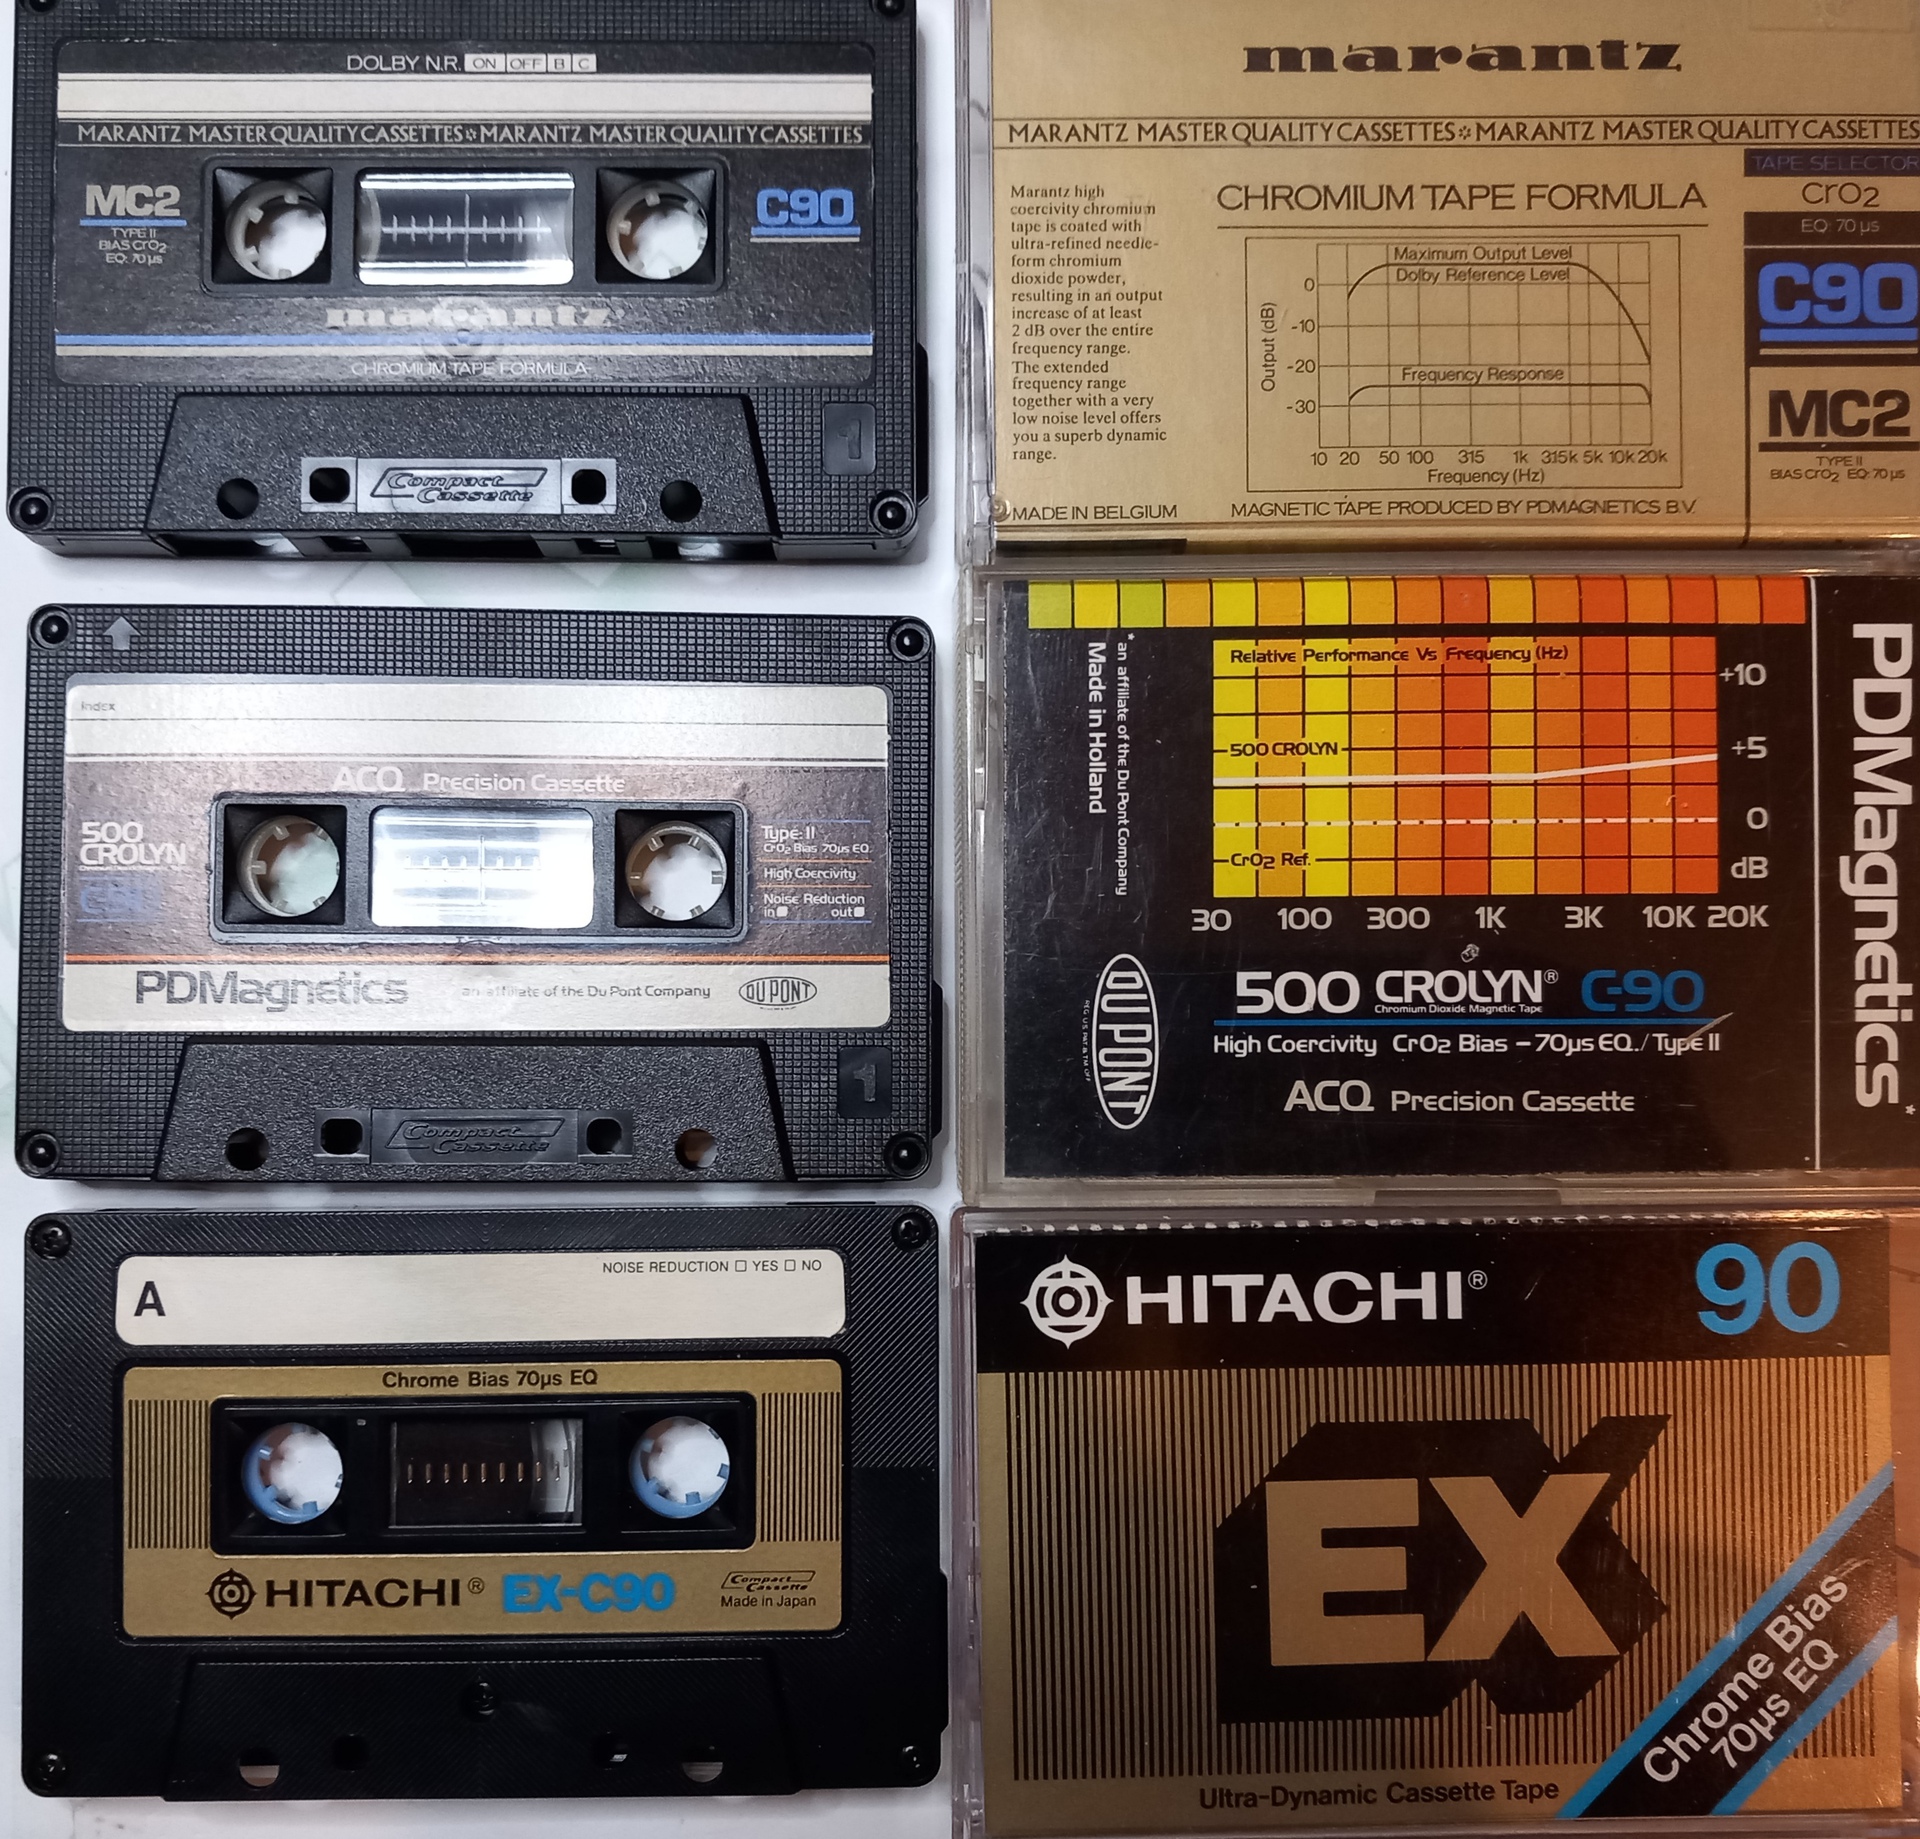 DOLBY N.R. ON OFF B C
MARANTZ MASTER QUALITY CASSETTES MARANTZ MASTER QUALITY CASSETTES
MC2
TYPE II
BIAS CrO2
EQ: 70 µs
C90
marantz
CHROMIUM TAPE FORMULA
1
Compact
Cassette
marantz
MARANTZ MASTER QUALITY CASSETTES MARANTZ MASTER QUALITY CASSETTES
Marantz high
coercivity chromium
tape is coated with
ultra-refined needle-
form chromium
dioxide powder,
resulting in an output
increase of at least
2 dB over the entire
frequency range.
The extended
frequency range
together with a very
low noise level offers
you a superb dynamic
range.
MADE IN BELGIUM
CHROMIUM TAPE FORMULA
Maximum Output Level
Dolby Reference Level
Output (dB)
0
-10
-20
-30
Frequency Response
10 20 50 100 315 1k 315k 5k 10k 20k
Frequency (Hz)
MAGNETIC TAPE PRODUCED BY PDMAGNETICS B.V.
TAPE SELECTOR
CrO2
EQ: 70 µs
C90
MC2
TYPE II
BIAS CrO2 EQ: 70 µs
Index
ACQ Precision Cassette
500
CROLYN
Type: II
CrO2 Bias 70µs EQ.
High Coercivity
Noise Reduction
in out
PDMagnetics an affiliate of the Du Pont Company DU PONT
1
Compact
Cassette
*an affiliate of the Du Pont Company
Made in Holland
Relative Performance Vs Frequency (Hz)
+10
500 CROLYN
+5
0
CrO2 Ref.
dB
30 100 300 1K 3K 10K 20K
500 CROLYN® C-90
Chromium Dioxide Magnetic Tape
High Coercivity CrO2 Bias – 70µs EQ./Type II
ACQ Precision Cassette
DU PONT
PDMagnetics*
A
NOISE REDUCTION □ YES □ NO
Chrome Bias 70µs EQ
HITACHI® EX-C90
Compact
Cassette
Made in Japan
HITACHI® 90
EX
Chrome Bias
70µs EQ
Ultra-Dynamic Cassette Tape